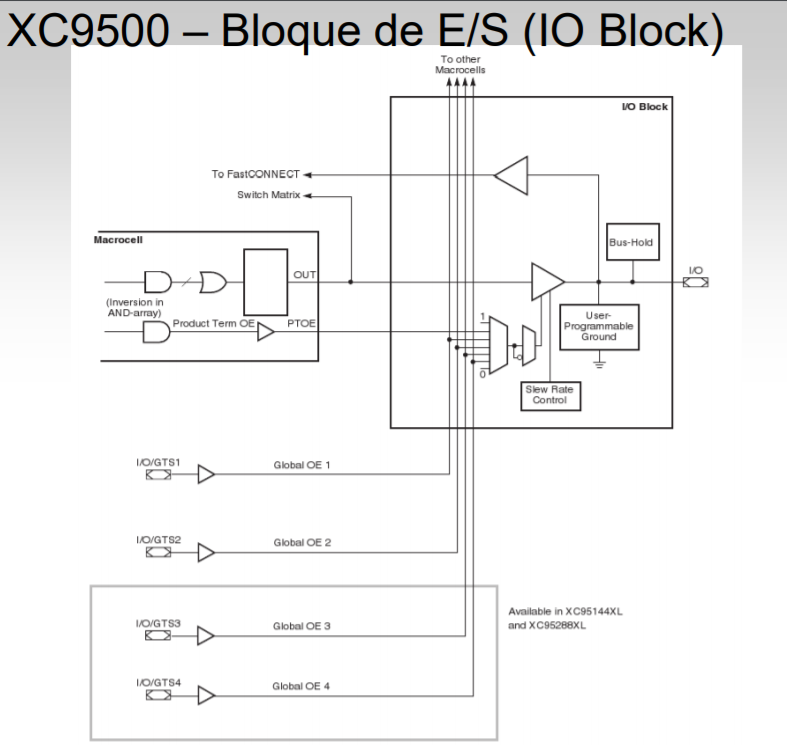 XC9500 – Bloque de E/S (IO Block)
To other
Macrocells
I/O Block
To FastCONNECT
Switch Matrix
Macrocell
Bus-Hold
I/O
OUT
(Inversion in
AND-array)
Product Term OE
PTOE
1
User-
Programmable
Ground
0
Slew Rate
Control
I/O/GTS1
Global OE 1
I/O/GTS2
Global OE 2
Available in XC95144XL
and XC95288XL
I/O/GTS3
Global OE 3
I/O/GTS4
Global OE 4